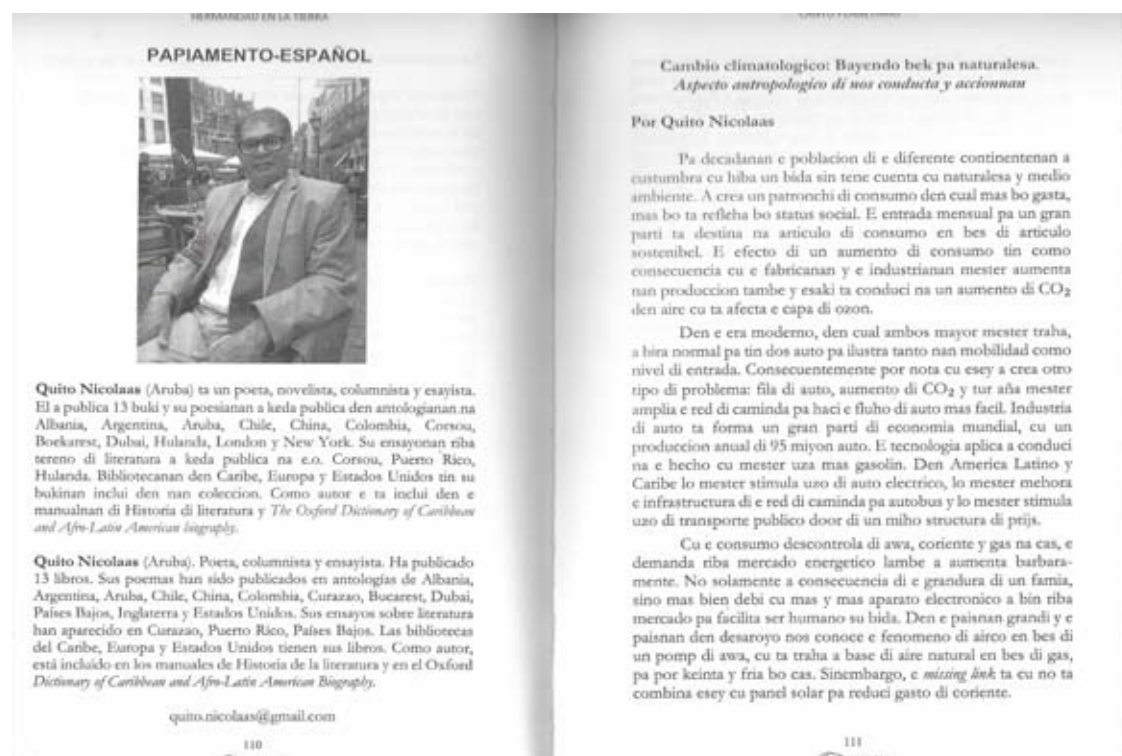 HERMANDAD EN LA TIERRA
PAPIAMENTO-ESPAÑOL
Quito Nicolaas (Aruba) ta un poeta, novelista, columnista y esayista.
El a publica 13 buki y su poesianan a keda publica den antologianan na
Albania, Argentina, Aruba, Chile, China, Colombia, Corsou,
Boekarest, Dubai, Hulanda, London y New York. Su ensayonan riba
tereno di literatura a keda publica na e.o. Corsou, Puerto Rico,
Hulanda. Bibliotecanan den Caribe, Europa y Estados Unidos tin su
bukinan inclui den nan coleccion. Como autor e ta inclui den e
manualnan di Historia di literatura y The Oxford Dictionary of Caribbean
and Afro-Latin American biography.
Quito Nicolaas (Aruba). Poeta, columnista y ensayista. Ha publicado
13 libros. Sus poemas han sido publicados en antologías de Albania,
Argentina, Aruba, Chile, China, Colombia, Curazao, Bucarest, Dubai,
Países Bajos, Inglaterra y Estados Unidos. Sus ensayos sobre literatura
han aparecido en Curazao, Puerto Rico, Países Bajos. Las bibliotecas
del Caribe, Europa y Estados Unidos tienen sus libros. Como autor,
está incluido en los manuales de Historia de la literatura y en el Oxford
Dictionary of Caribbean and Afro-Latin American Biography.
quito.nicolaas@gmail.com
110
CANTO PLANETARIO
Cambio climatologico: Bayendo bek pa naturalesa.
Aspecto antropologico di nos conducta y accionnan
Por Quito Nicolaas
Pa decadanan e poblacion di e diferente continentenan a
custumbra cu hiba un bida sin tene cuenta cu naturalesa y medio
ambiente. A crea un patronchi di consumo den cual mas bo gasta,
mas bo ta refleha bo status social. E entrada mensual pa un gran
parti ta destina na articulo di consumo en bes di articulo
sostenibel. E efecto di un aumento di consumo tin como
consecuencia cu e fabricanan y e industrianan mester aumenta
nan produccion tambe y esaki ta conduci na un aumento di CO₂
den aire cu ta afecta e capa di ozon.
Den e era moderno, den cual ambos mayor mester traha,
a bira normal pa tin dos auto pa ilustra tanto nan mobilidad como
nivel di entrada. Consecuentemente por nota cu esey a crea otro
tipo di problema: fila di auto, aumento di CO₂ y tur aña mester
amplia e red di caminda pa haci e fluho di auto mas facil. Industria
di auto ta forma un gran parti di economia mundial, cu un
produccion anual di 95 miyon auto. E tecnologia aplica a conduci
na e hecho cu mester uza mas gasolin. Den America Latino y
Caribe lo mester stimula uzo di auto electrico, lo mester mehora
e infrastructura di e red di caminda pa autobus y lo mester stimula
uzo di transporte publico door di un miho structura di prijs.
Cu e consumo descontrola di awa, coriente y gas na cas, e
demanda riba mercado energetico lambe a aumenta barbara-
mente. No solamente a consecuencia di e grandura di un famia,
sino mas bien debi cu mas y mas aparato electronico a bin riba
mercado pa facilita ser humano su bida. Den e paisnan grandi y e
paisnan den desaroyo nos conoce e fenomeno di airco en bes di
un pomp di awa, cu ta traha a base di aire natural en bes di gas,
pa por keinta y fria bo cas. Sinembargo, e missing link ta cu no ta
combina esey cu panel solar pa reduci gasto di coriente.
111